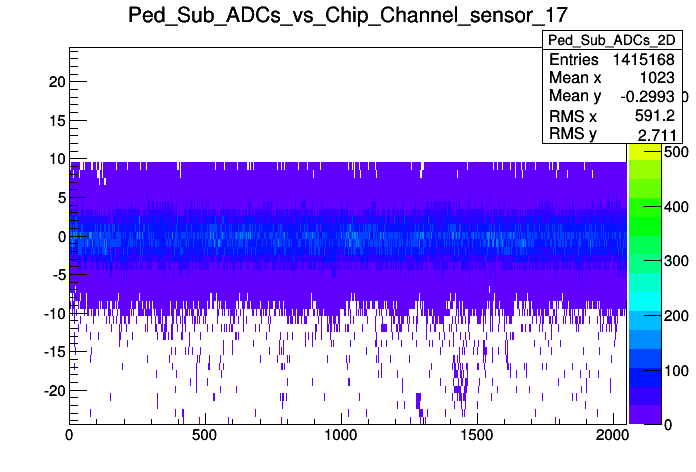 Ped_Sub_ADCs_vs_Chip_Channel_sensor_17
Ped_Sub_ADCs_2D
Entries 1415168
Mean x 1023
Mean y -0.2993
RMS x 591.2
RMS y 2.711
20
15
10
5
0
-5
-10
-15
-20
0 500 1000 1500 2000
0
500
400
300
200
100
0